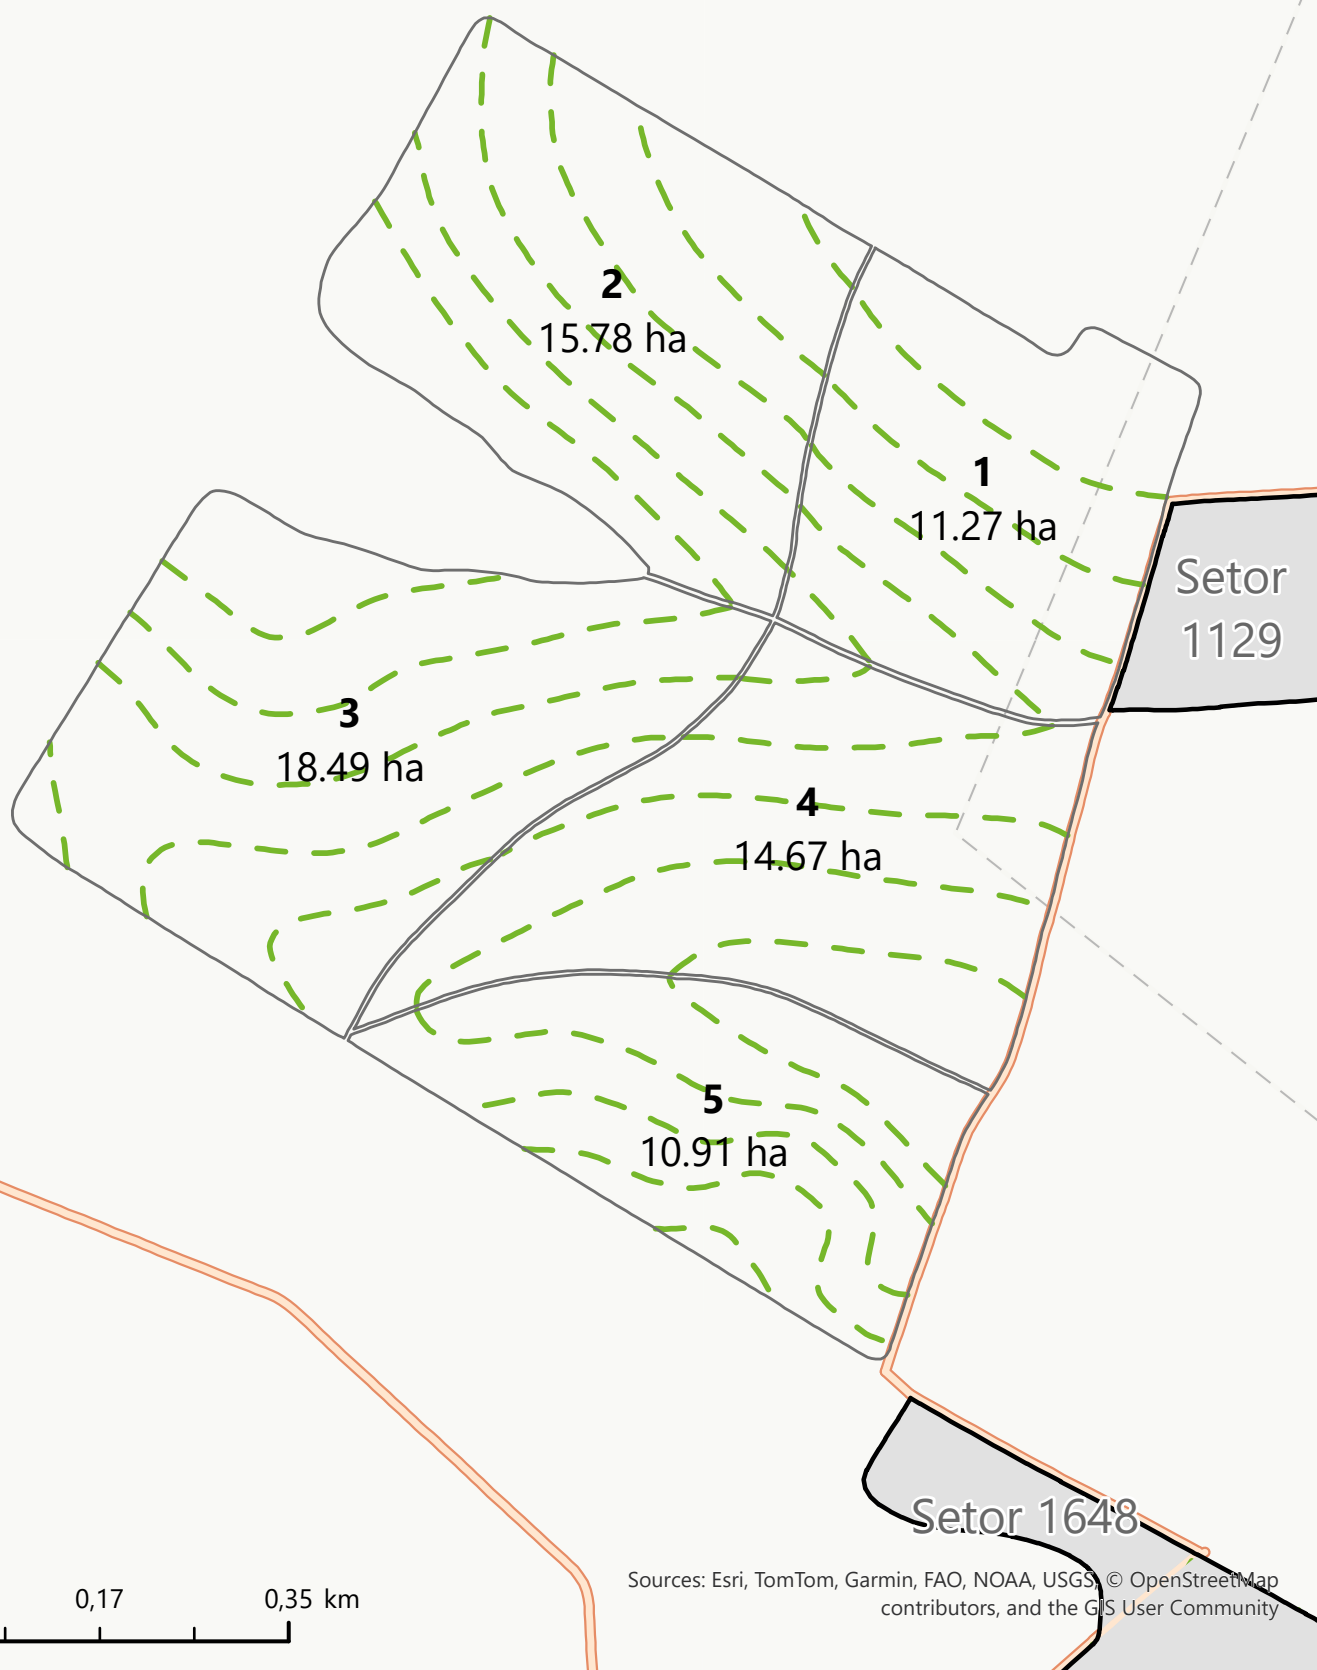 2
15.78 ha
1
11.27 ha
Setor
1129
3
18.49 ha
4
14.67 ha
5
10.91 ha
Setor 1648
0,17
0,35 km
Sources: Esri, TomTom, Garmin, FAO, NOAA, USGS, © OpenStreetMap
contributors, and the GIS User Community